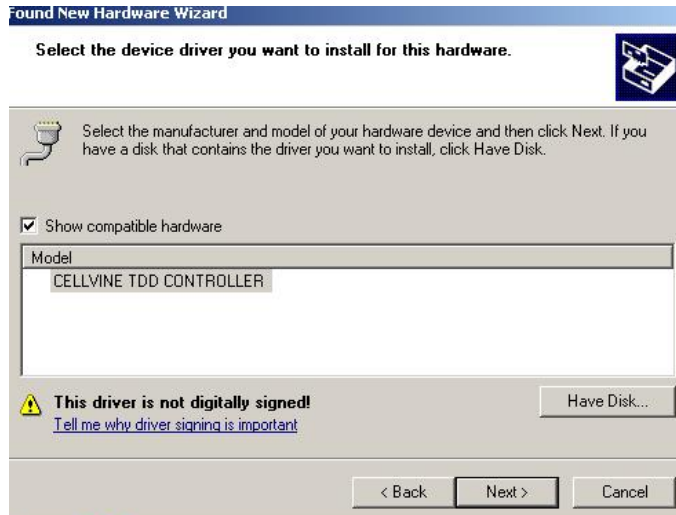 Found New Hardware Wizard
Select the device driver you want to install for this hardware.
Select the manufacturer and model of your hardware device and then click Next. If you
have a disk that contains the driver you want to install, click Have Disk.
Show compatible hardware
Model
CELLVINE TDD CONTROLLER
This driver is not digitally signed!
Have Disk...
Tell me why driver signing is important
< Back
Next >
Cancel